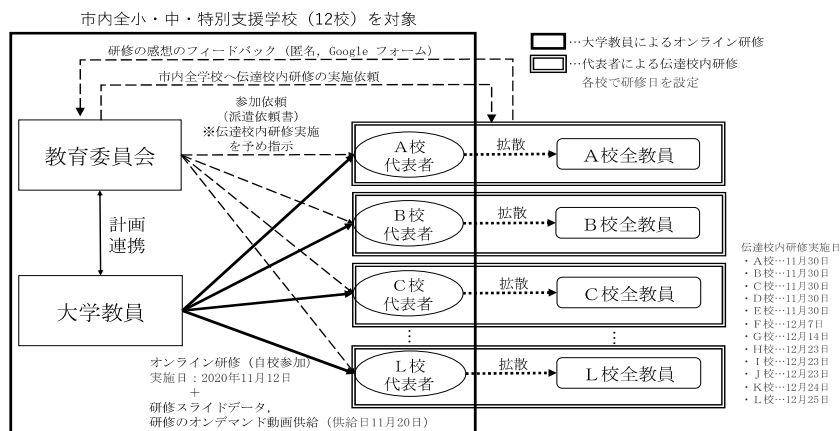 市内全小・中・特別支援学校（12校）を対象
研修の感想のフィードバック（匿名, Google フォーム）
市内全学校へ伝達校内研修の実施依頼
…大学教員によるオンライン研修
…代表者による伝達校内研修
各校で研修日を設定
参加依頼
（派遣依頼書）
※伝達校内研修実施
を予め指示
教育委員会
計画
連携
大学教員
A校
代表者
拡散
A校全教員
B校
代表者
拡散
B校全教員
C校
代表者
拡散
C校全教員
⋮
⋮
L校
代表者
拡散
L校全教員
オンライン研修（自校参加）
実施日：2020年11月12日
＋
研修スライドデータ,
研修のオンデマンド動画供給（供給日11月20日）
伝達校内研修実施日
・A校…11月30日
・B校…11月30日
・C校…11月30日
・D校…11月30日
・E校…11月30日
・F校…12月7日
・G校…12月14日
・H校…12月23日
・I校…12月23日
・J校…12月23日
・K校…12月24日
・L校…12月25日